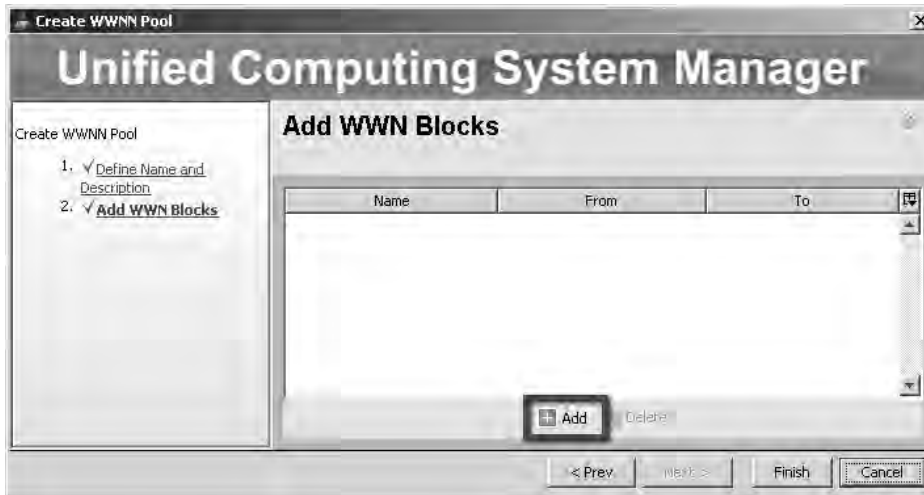 Create WWNN Pool
Unified Computing System Manager
Create WWNN Pool
1. √Define Name and
Description
2. √Add WWN Blocks
Add WWN Blocks
Name From To
Add Delete
< Prev Next > Finish Cancel